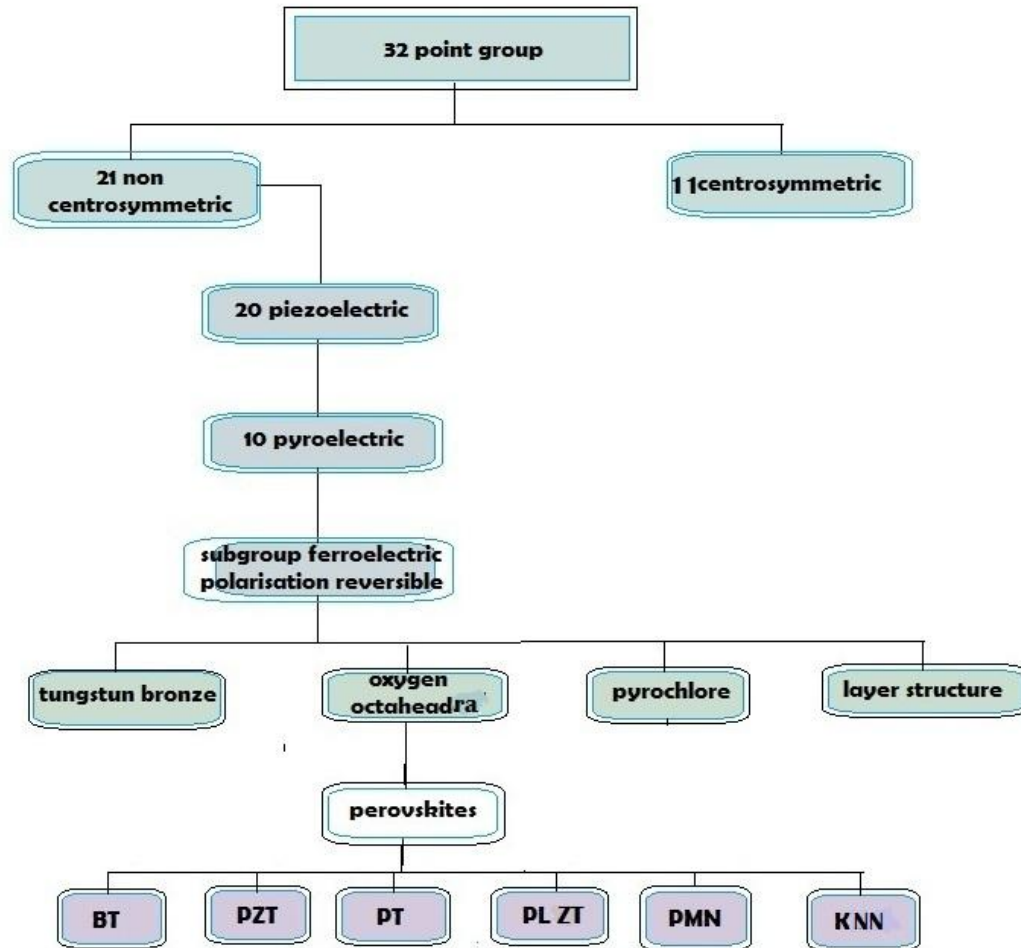 32 point group
21 non
centrosymmetric
11centrosymmetric
20 piezoelectric
10 pyroelectric
subgroup ferroelectric
polarisation reversible
tungstun bronze
oxygen
octaheadra
pyrochlore
layer structure
perovskites
BT
PZT
PT
PL ZT
PMN
KNN